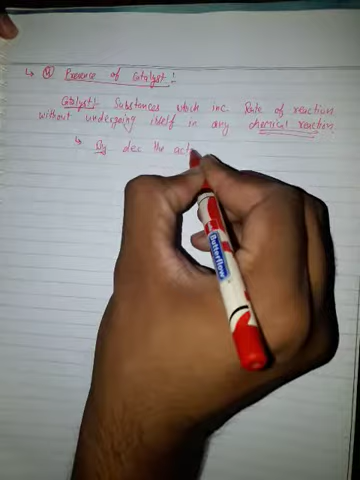 ↳ (4) Presence of Catalyst :
Catalyst : Substances which inc. Rate of reaction
without undergoing itself in any chemical reaction.
↳ By dec the act
Butterflow